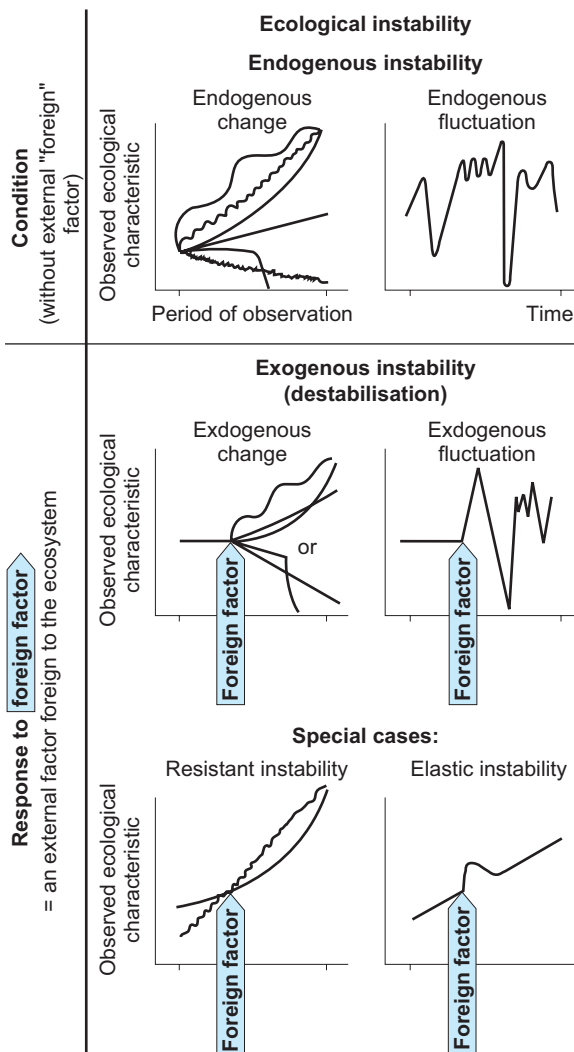 Ecological instability
Endogenous instability
Condition
(without external "foreign"
factor)
Observed ecological
characteristic
Endogenous
change
Endogenous
fluctuation
Period of observation
Time
Exogenous instability
(destabilisation)
Response to foreign factor
= an external factor foreign to the ecosystem
Observed ecological
characteristic
Exdogenous
change
or
Foreign factor
Exdogenous
fluctuation
Foreign factor
Special cases:
Resistant instability
Elastic instability
Observed ecological
characteristic
Foreign factor
Foreign factor